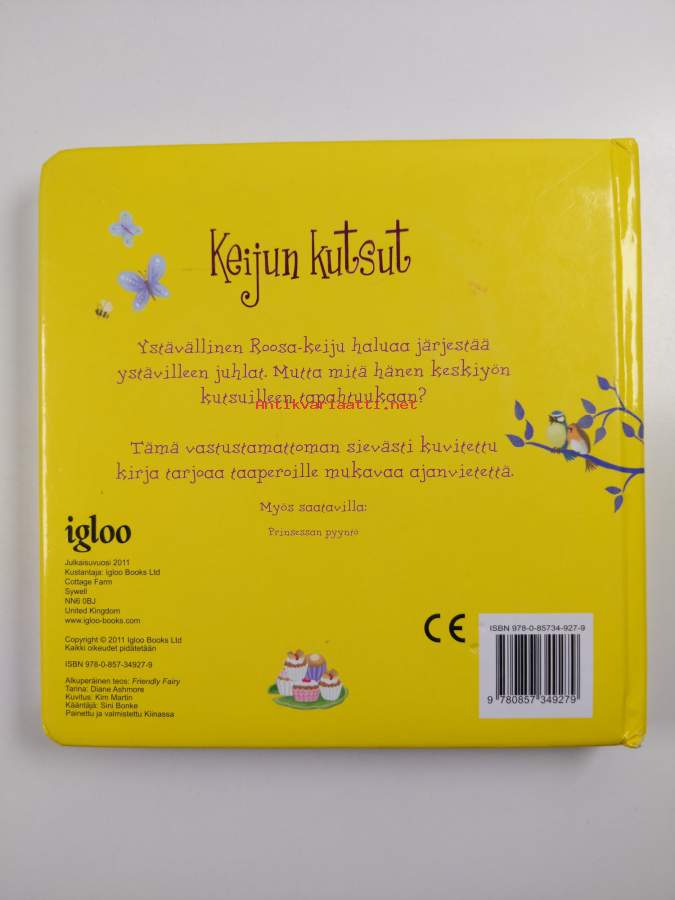 Keijun kutsut
Ystävällinen Roosa-keiju haluaa järjestää
ystävilleen juhlat. Mutta mitä hänen keskiyön
kutsuilleen tapahtuukaan?
Antikvariaatti.net
Tämä vastustamattoman sievästi kuvitettu
kirja tarjoaa taaperoille mukavaa ajanvietettä.
Myös saatavilla:
Prinsessan pyyntö
igloo
Julkaisuvuosi 2011
Kustantaja: Igloo Books Ltd
Cottage Farm
Sywell
NN6 0BJ
United Kingdom
www.igloo-books.com
Copyright © 2011 Igloo Books Ltd
Kaikki oikeudet pidätetään
ISBN 978-0-857-34927-9
Alkuperäinen teos: Friendly Fairy
Tarina: Diane Ashmore
Kuvitus: Kim Martin
Kääntäjä: Sini Bonke
Painettu ja valmistettu Kiinassa
CE
ISBN 978-0-85734-927-9
9 780857 349279